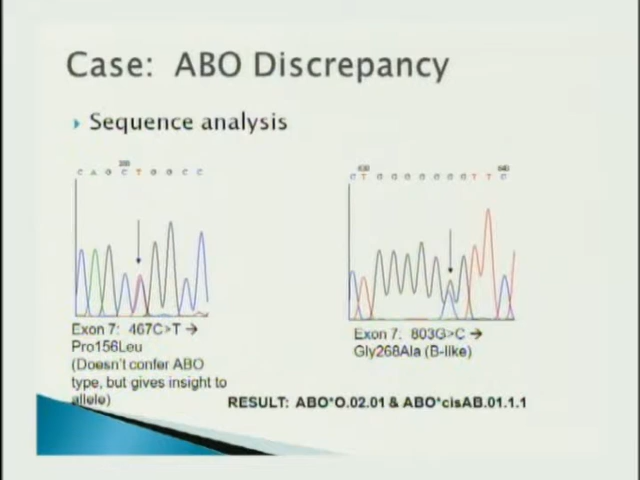 Case: ABO Discrepancy
Sequence analysis
C A G C T G G C C
C T G G G G G G G T T C
640
Exon 7: 467C>T →
Pro156Leu
(Doesn't confer ABO
type, but gives insight to
allele)
Exon 7: 803G>C →
Gly268Ala (B-like)
RESULT: ABO*O.02.01 & ABO*cisAB.01.1.1